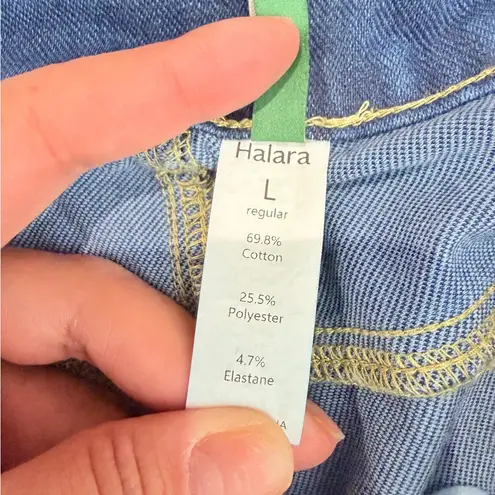 Halara
L
regular
69.8%
Cotton
25.5%
Polyester
4.7%
Elastane